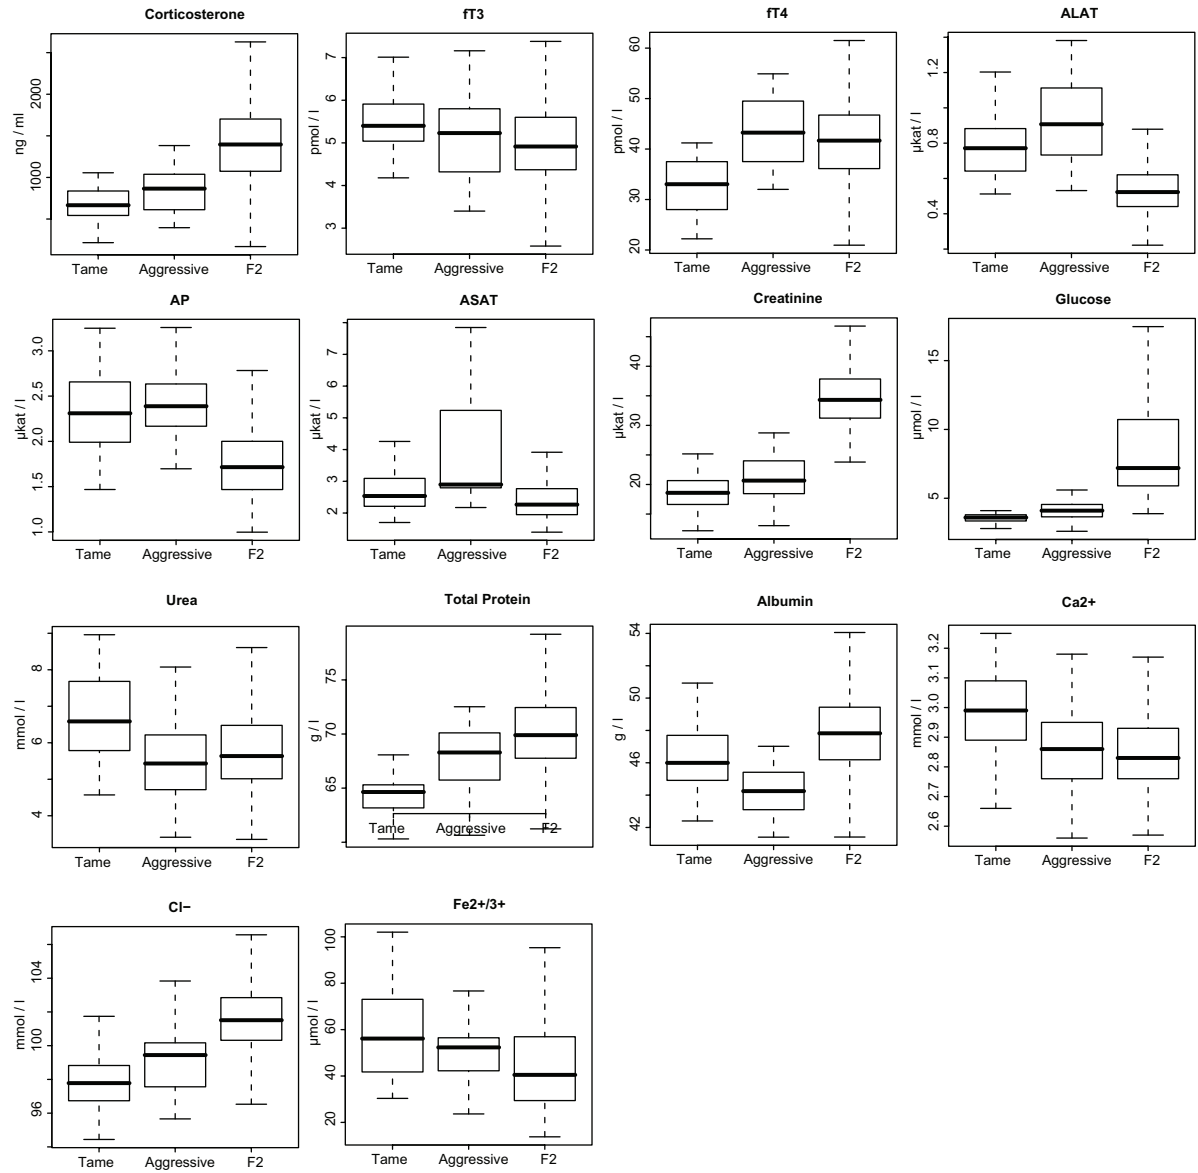 Corticosterone
ng / ml
1000
2000
Tame
Aggressive
F2
fT3
pmol / l
3
4
5
6
7
Tame
Aggressive
F2
fT4
pmol / l
20
30
40
50
60
Tame
Aggressive
F2
ALAT
µkat / l
0.4
0.8
1.2
Tame
Aggressive
F2
AP
µkat / l
1.0
1.5
2.0
2.5
3.0
Tame
Aggressive
F2
ASAT
µkat / l
2
3
4
5
6
7
8
Tame
Aggressive
F2
Creatinine
µkat / l
20
30
40
Tame
Aggressive
F2
Glucose
µmol / l
5
10
15
Tame
Aggressive
F2
Urea
mmol / l
4
6
8
Tame
Aggressive
F2
Total Protein
g / l
65
70
75
Tame
Aggressive
F2
Albumin
g / l
42
46
50
54
Tame
Aggressive
F2
Ca2+
mmol / l
2.6
2.7
2.8
2.9
3.0
3.1
3.2
Tame
Aggressive
F2
Cl−
mmol / l
96
100
104
Tame
Aggressive
F2
Fe2+/3+
µmol / l
20
40
60
80
100
Tame
Aggressive
F2